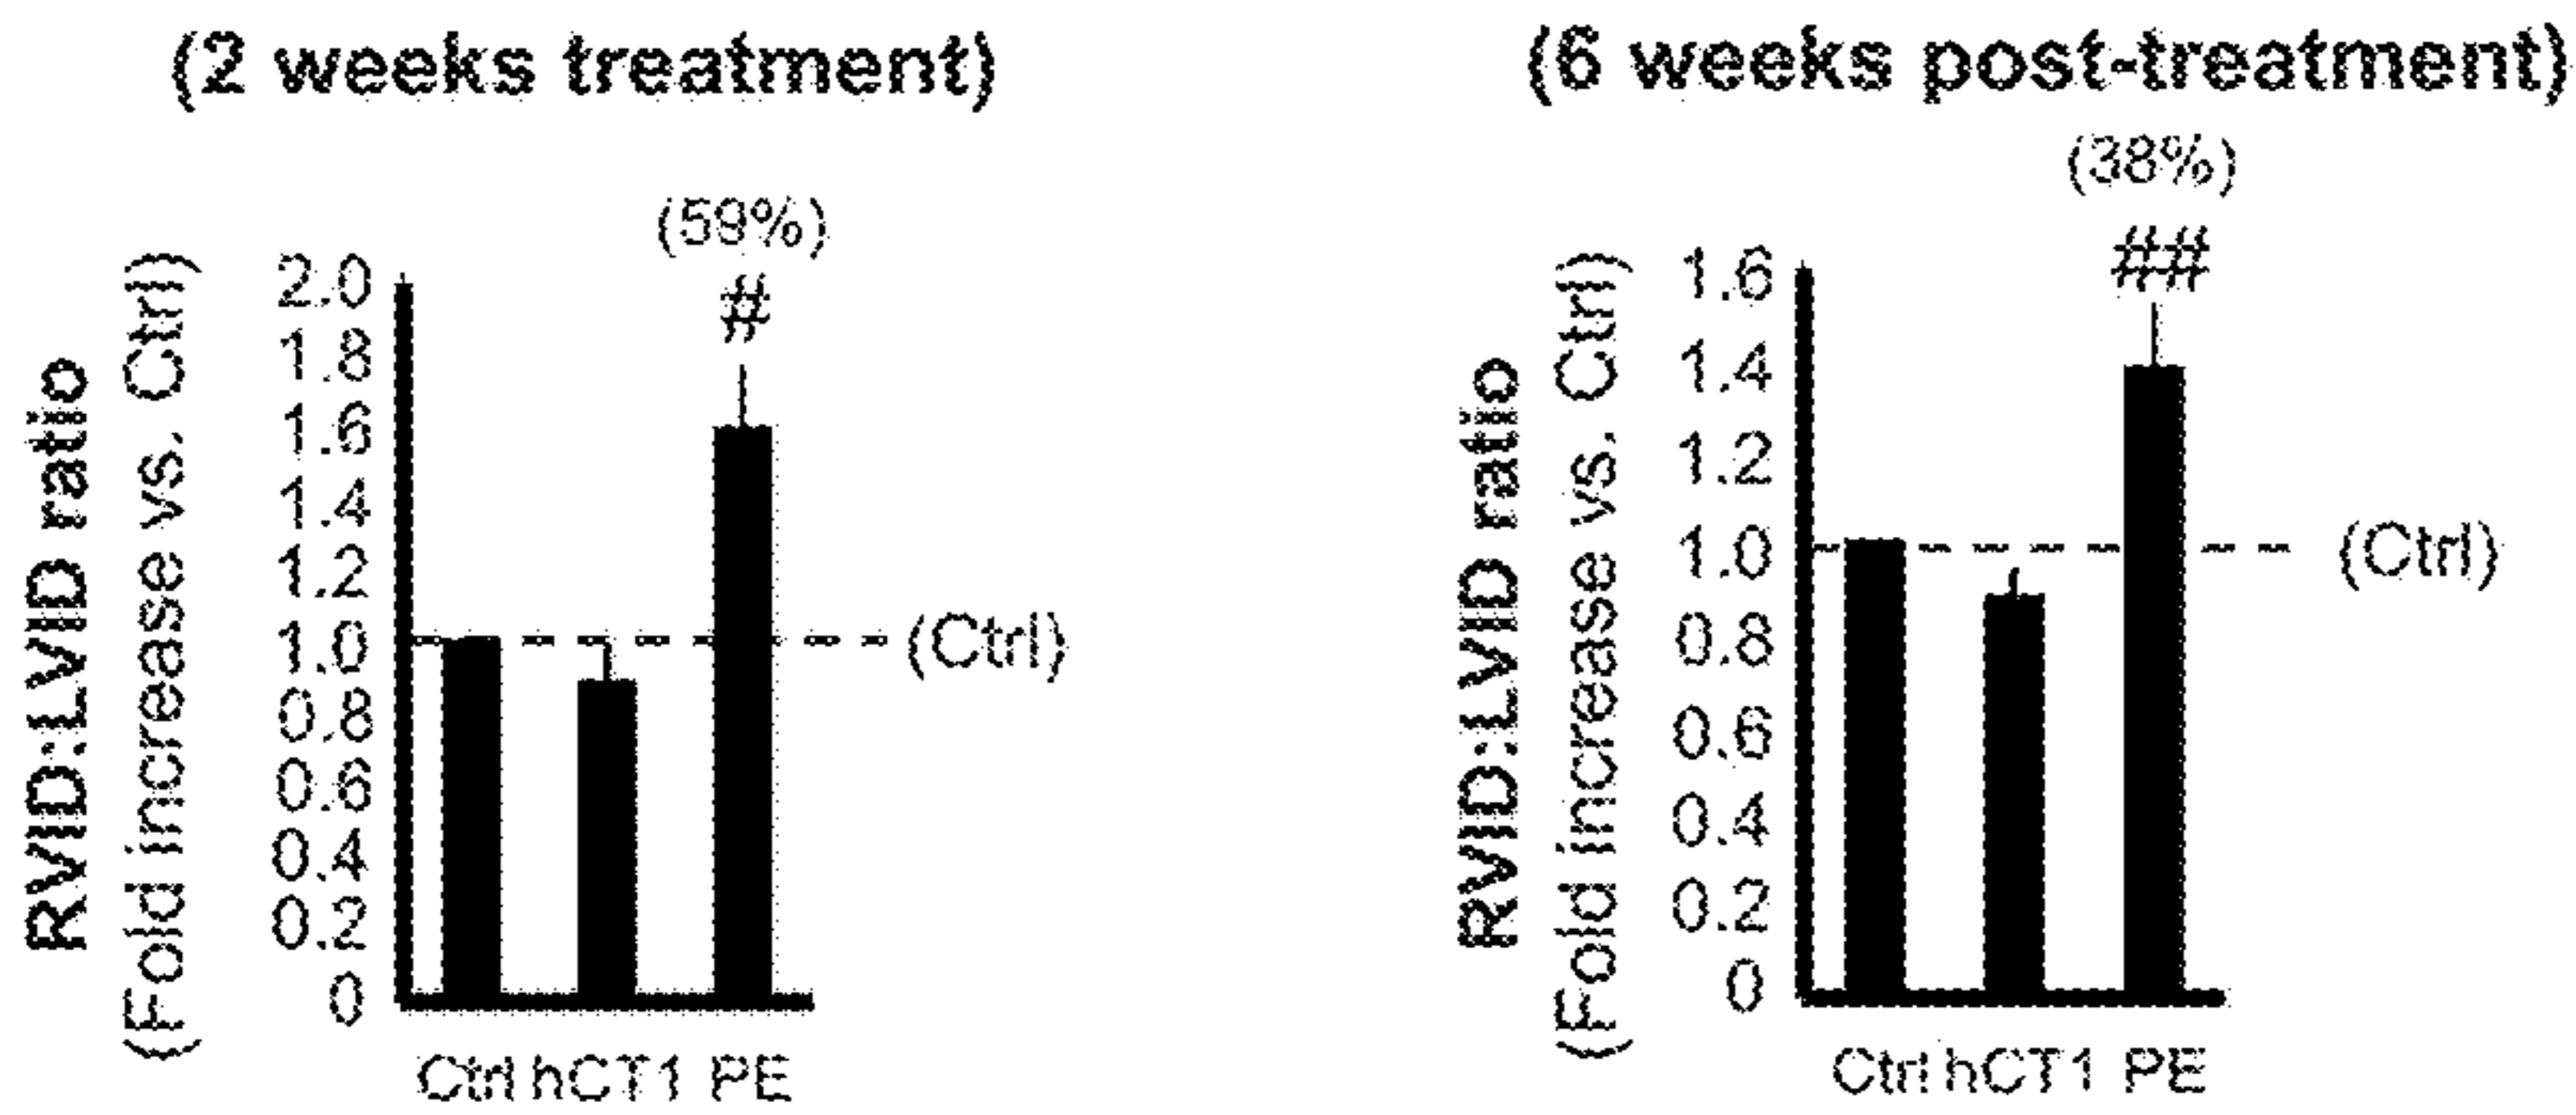 (2 weeks treatment)
(59%)
#
RVID:LVID ratio
(Fold increase vs. Ctrl)
2.0
1.8
1.6
1.4
1.2
1.0
0.8
0.6
0.4
0.2
0
(Ctrl)
Ctrl hCT1 PE
(6 weeks post-treatment)
(38%)
##
RVID:LVID ratio
(Fold increase vs. Ctrl)
1.6
1.4
1.2
1.0
0.8
0.6
0.4
0.2
0
(Ctrl)
Ctrl hCT1 PE